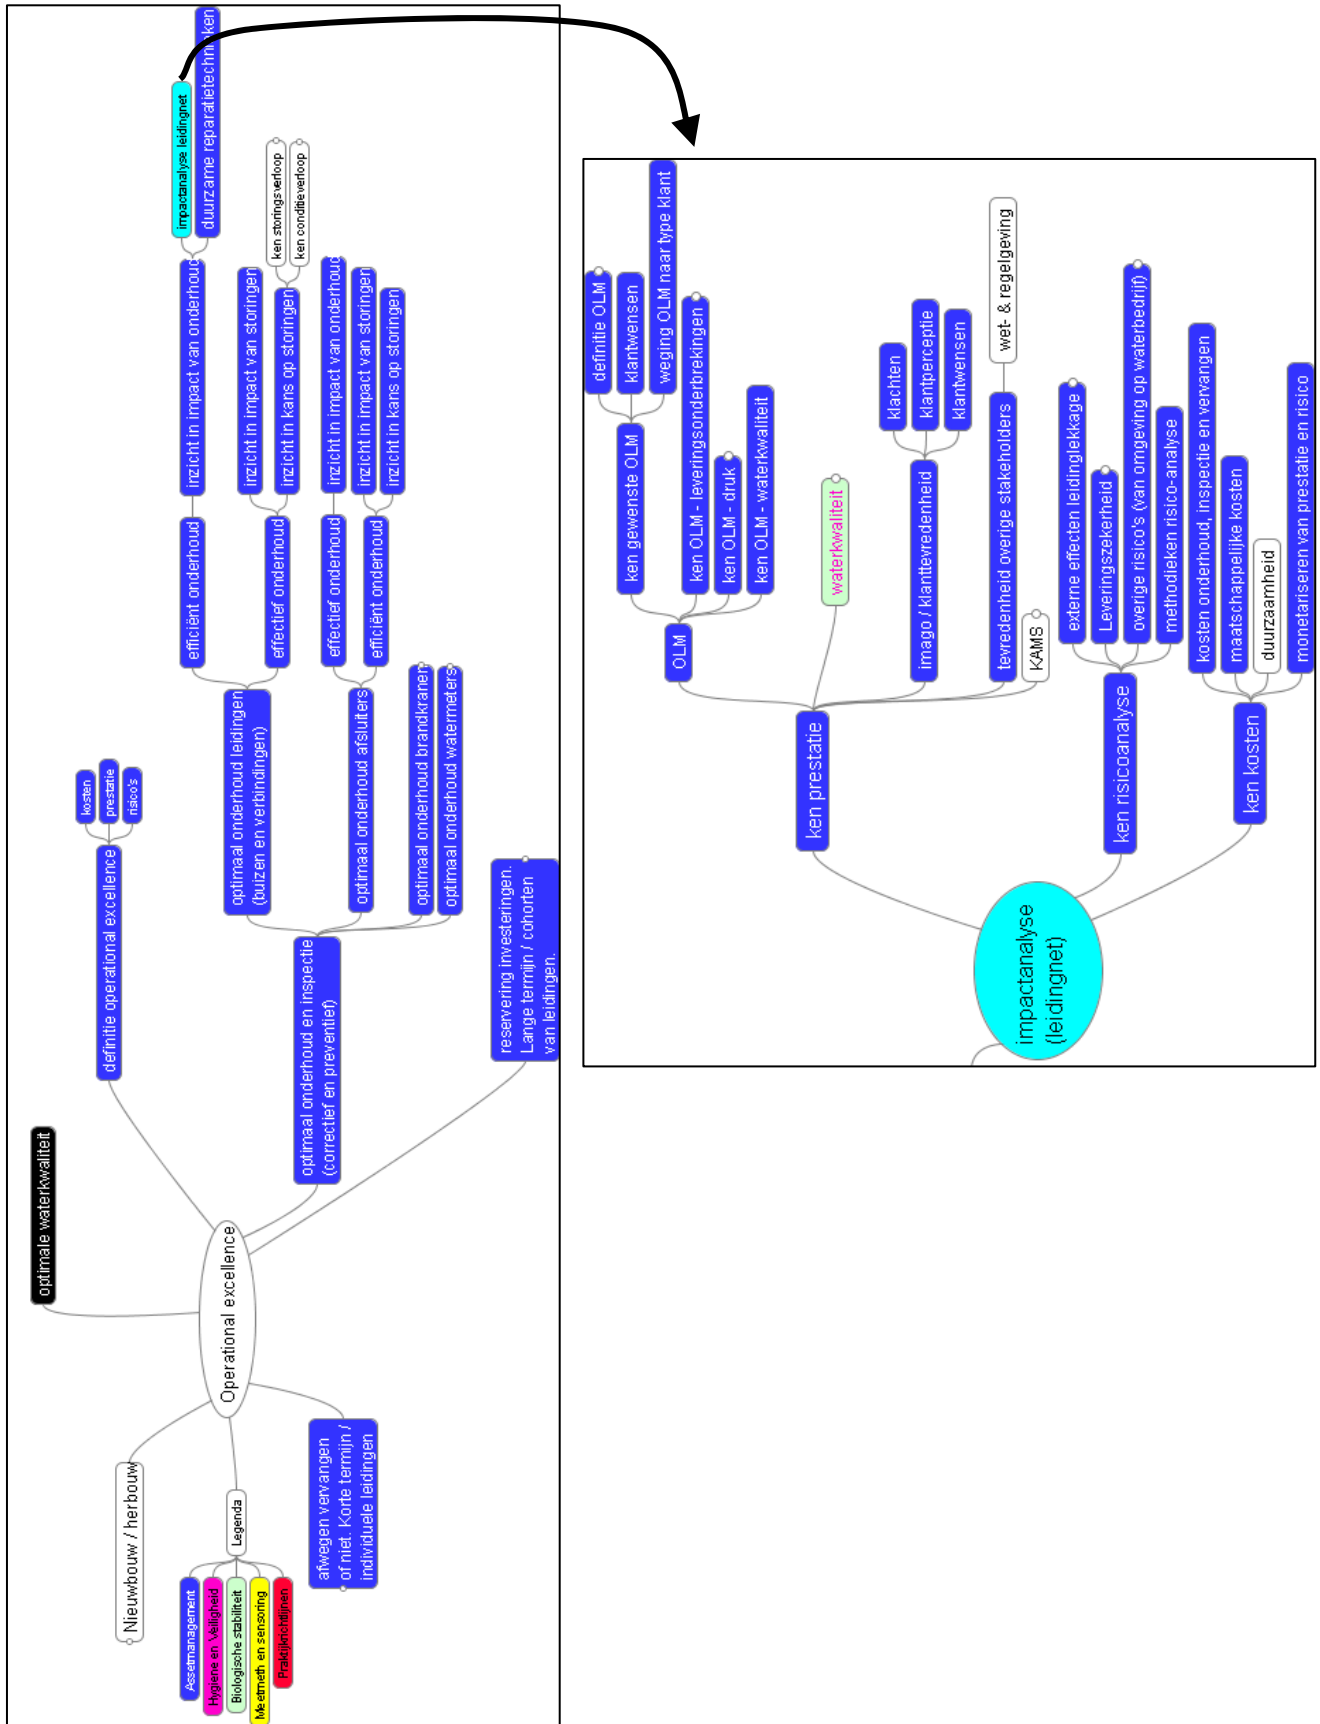 optimale waterkwaliteit
Operational excellence
definitie operational excellence
kosten
prestatie
risico's
optimaal onderhoud en inspectie
(correctief en preventief)
optimaal onderhoud leidingen
(buizen en verbindingen)
efficiënt onderhoud
inzicht in impact van onderhoud
impactanalyse leidingnet
duurzame reparatietechnieken
effectief onderhoud
inzicht in impact van storingen
inzicht in kans op storingen
ken storingsverloop
ken conditieverloop
optimaal onderhoud afsluiters
effectief onderhoud
inzicht in impact van onderhoud
efficiënt onderhoud
inzicht in impact van storingen
inzicht in kans op storingen
optimaal onderhoud brandkranen
optimaal onderhoud watermeters
reservering investeringen.
Lange termijn / cohorten
van leidingen.
Nieuwbouw / herbouw
Legenda
Assetmanagement
Hygiene en Veiligheid
Biologische stabiliteit
Meetmeth en sensoring
Praktijkrichtlijnen
afwegen vervangen
of niet. Korte termijn /
individuele leidingen
impactanalyse
(leidingnet)
ken prestatie
OLM
ken gewenste OLM
definitie OLM
klantwensen
weging OLM naar type klant
ken OLM - leveringsonderbrekingen
ken OLM - druk
ken OLM - waterkwaliteit
waterkwaliteit
imago / klanttevredenheid
klachten
klantperceptie
klantwensen
tevredenheid overige stakeholders
wet- & regelgeving
KAMS
ken risicoanalyse
externe effecten leidinglekkage
Leveringszekerheid
overige risico's (van omgeving op waterbedrijf)
methodieken risico-analyse
ken kosten
kosten onderhoud, inspectie en vervangen
maatschappelijke kosten
duurzaamheid
monetariseren van prestatie en risico